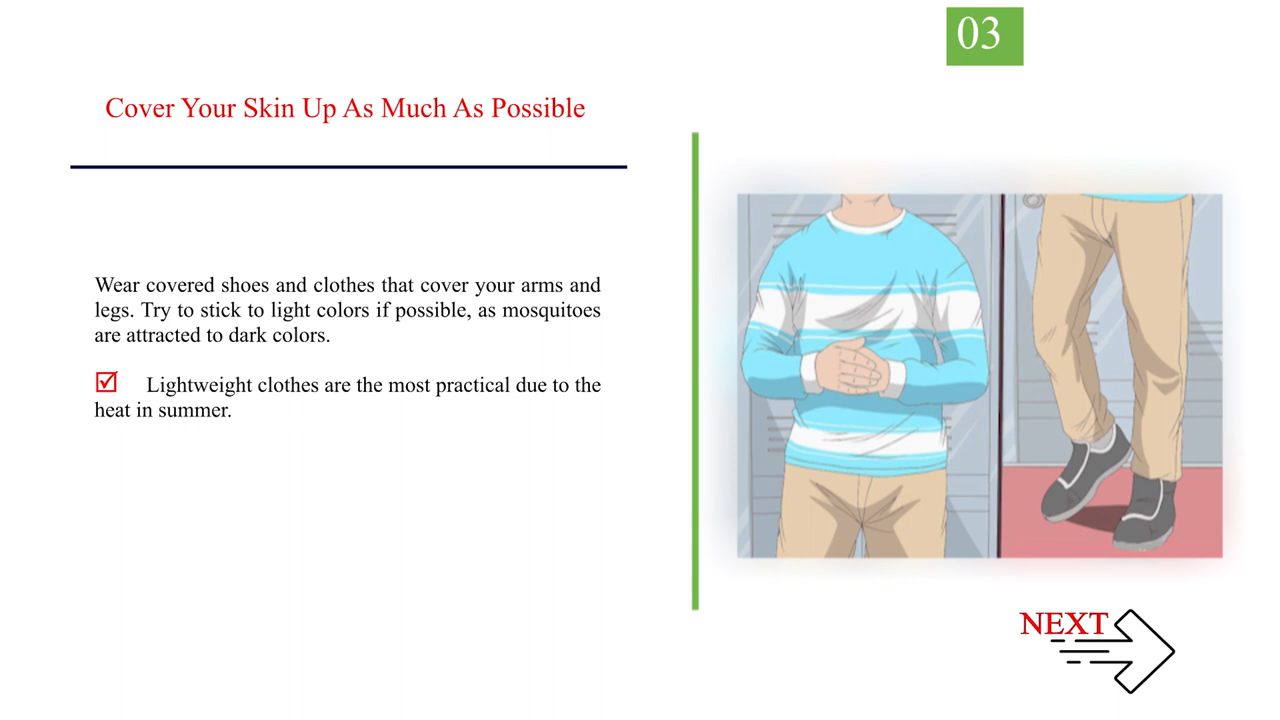 03
Cover Your Skin Up As Much As Possible
Wear covered shoes and clothes that cover your arms and
legs. Try to stick to light colors if possible, as mosquitoes
are attracted to dark colors.
☑ Lightweight clothes are the most practical due to the
heat in summer.
NEXT